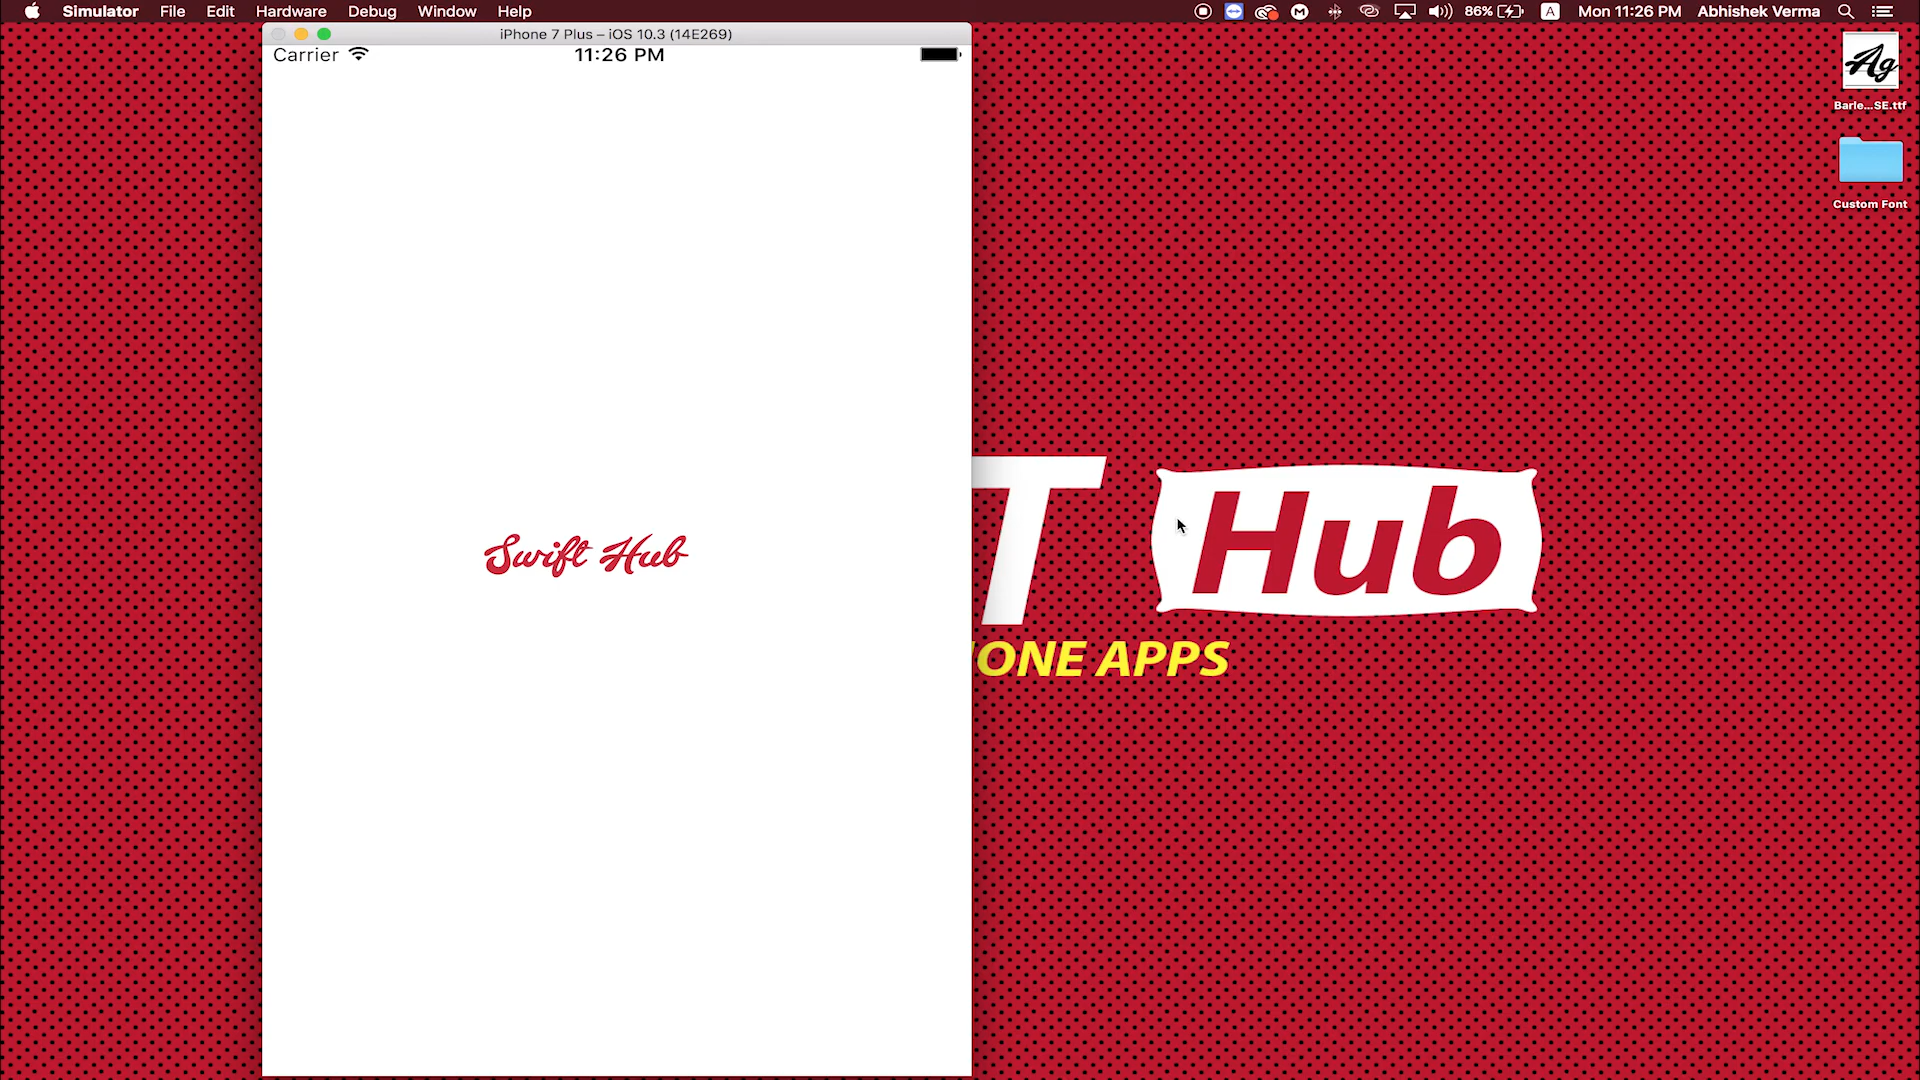 Simulator File Edit Hardware Debug Window Help
86% A Mon 11:26 PM Abhishek Verma
iPhone 7 Plus – iOS 10.3 (14E269)
Carrier 11:26 PM
Ag
Barle...SE.ttf
Custom Font
Swift Hub
T Hub
ONE APPS